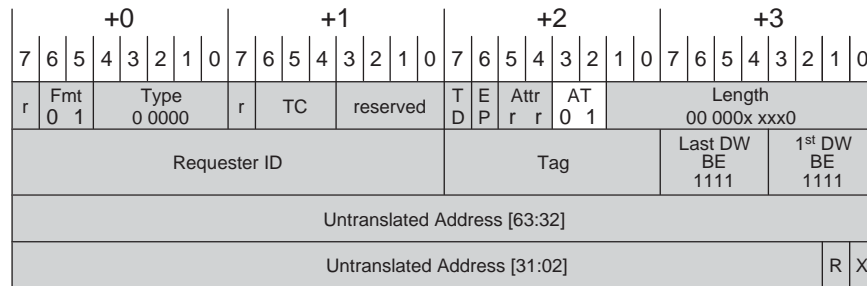 +0 +1 +2 +3
7 6 5 4 3 2 1 0 7 6 5 4 3 2 1 0 7 6 5 4 3 2 1 0 7 6 5 4 3 2 1 0
r Fmt Type r TC reserved T E Attr AT Length
0 1 0 0000 D P r r 0 1 00 000x xxx0
Requester ID Tag Last DW 1st DW
BE BE
1111 1111
Untranslated Address [63:32]
Untranslated Address [31:02] R X